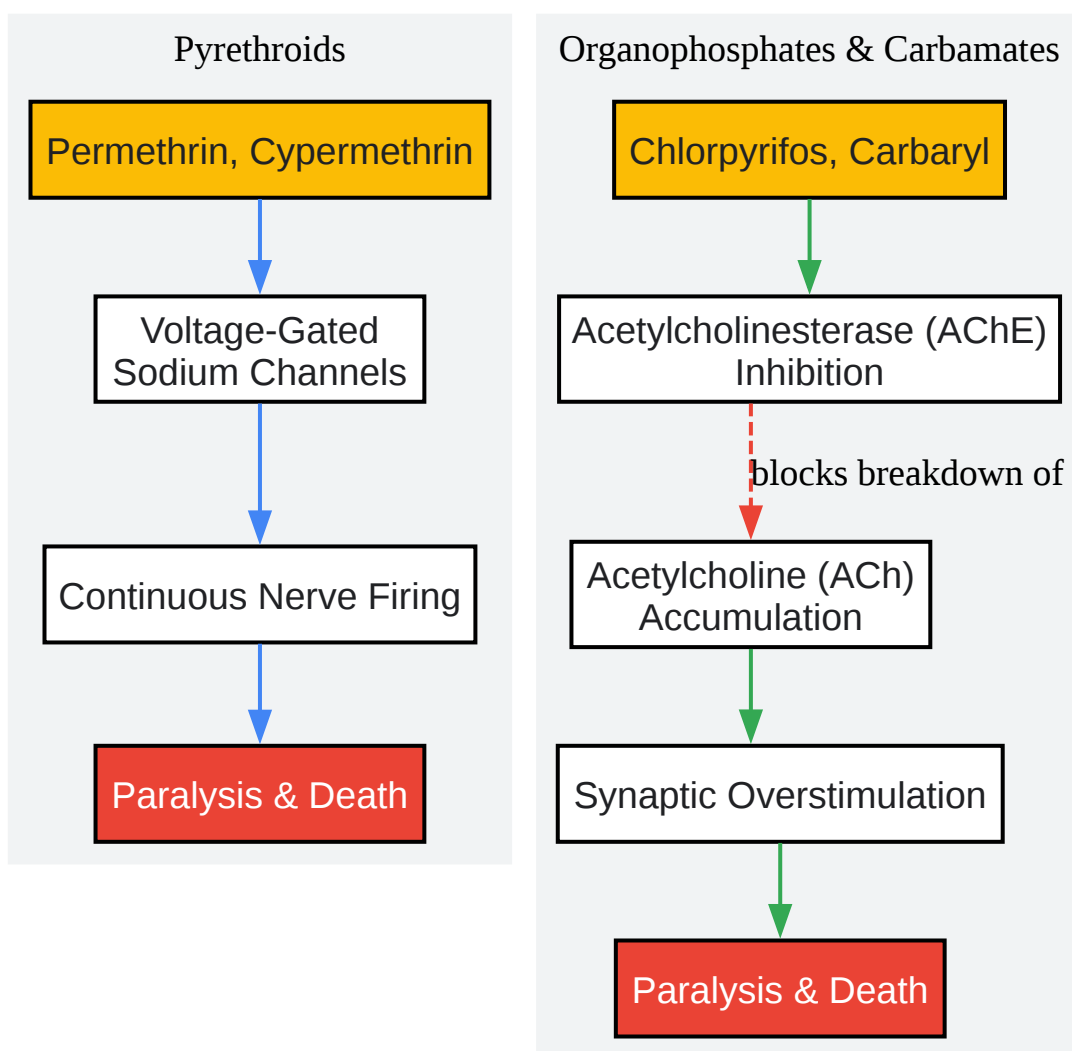 Pyrethroids
Permethrin, Cypermethrin
Voltage-Gated
Sodium Channels
Continuous Nerve Firing
Paralysis & Death
Organophosphates & Carbamates
Chlorpyrifos, Carbaryl
Acetylcholinesterase (AChE)
Inhibition
blocks breakdown of
Acetylcholine (ACh)
Accumulation
Synaptic Overstimulation
Paralysis & Death